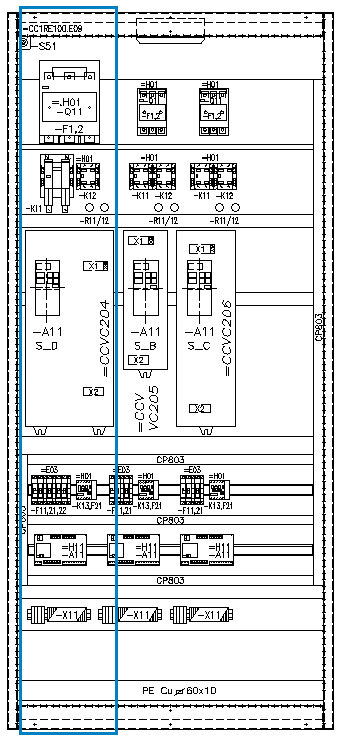 =CC1RE100.E09
-S51
=.H01
-Q11
-F1,2
=H01
-Q11
-F1,2
=H01
-Q11
-F1,2
=H01
=H01
=H01
-K12
-K11 -K12
-K11 -K12
-K11
-R11/12
-R11/12
-R11/12
X1
X1
X1
-A11
S_D
=CCVC204
-A11
S_B
=CCV
VC205
-A11
S_C
=CCVC206
CP803
X2
X2
X2
CP803
=E03
=H01
=E03
=H01
=E03
=H01
-F11,21,22
-K13,F21
-F11,21
-K13,F21
-F11,21
-K13,F21
CP803
=H11
-A11
=H11
-A11
=H11
-A11
CP803
-X11
-X11
-X11
PE Cu 60x10